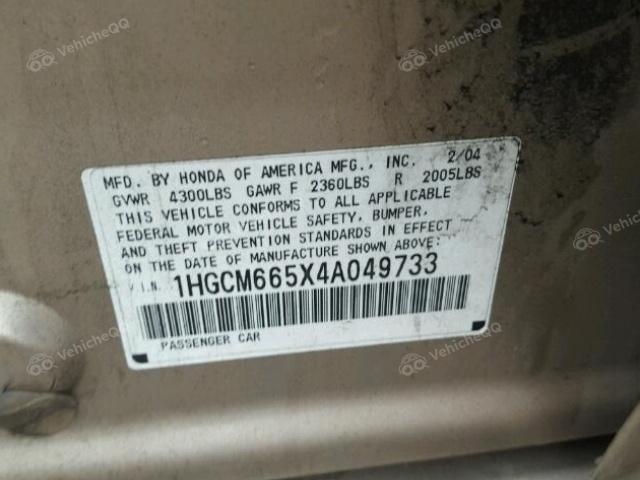 VehicleQQ
VehicheQQ
VehicheQQ
MFD. BY HONDA OF AMERICA MFG., INC. 2/04
GVWR 4300LBS GAWR F 2360LBS R 2005LBS
THIS VEHICLE CONFORMS TO ALL APPLICABLE
FEDERAL MOTOR VEHICLE SAFETY, BUMPER,
AND THEFT PREVENTION STANDARDS IN EFFECT
ON THE DATE OF MANUFACTURE SHOWN ABOVE:
V.I.N. 1HGCM665X4A049733
PASSENGER CAR
VehicheQQ
VehicheQQ
VehicheQQ
VehicheQQ